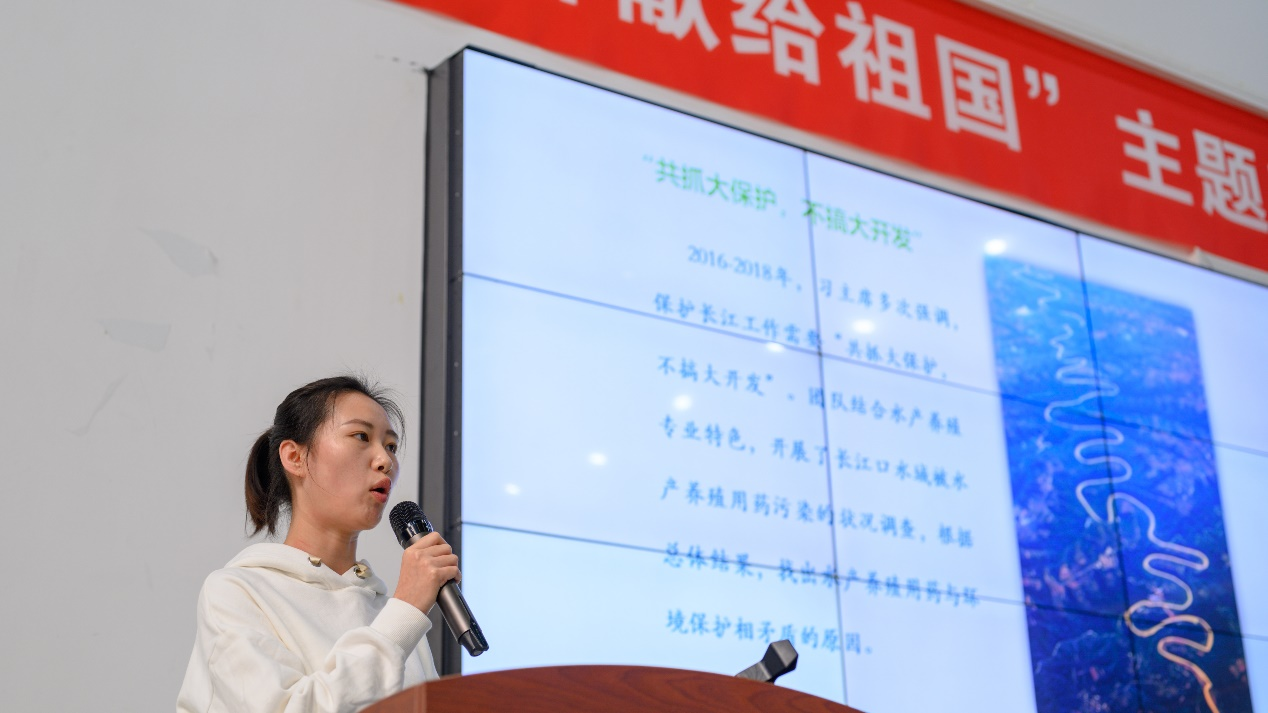 献给祖国” 主题
“共抓大保护，不搞大开发”
2016-2018年，习主席多次强调，
保护长江工作需要“共抓大保护，
不搞大开发”。团队结合水产养殖
专业特色，开展了长江口水域被水
产养殖用药污染的状况调查，根据
总体结果，找出水产养殖用药与环
境保护相矛盾的原因。